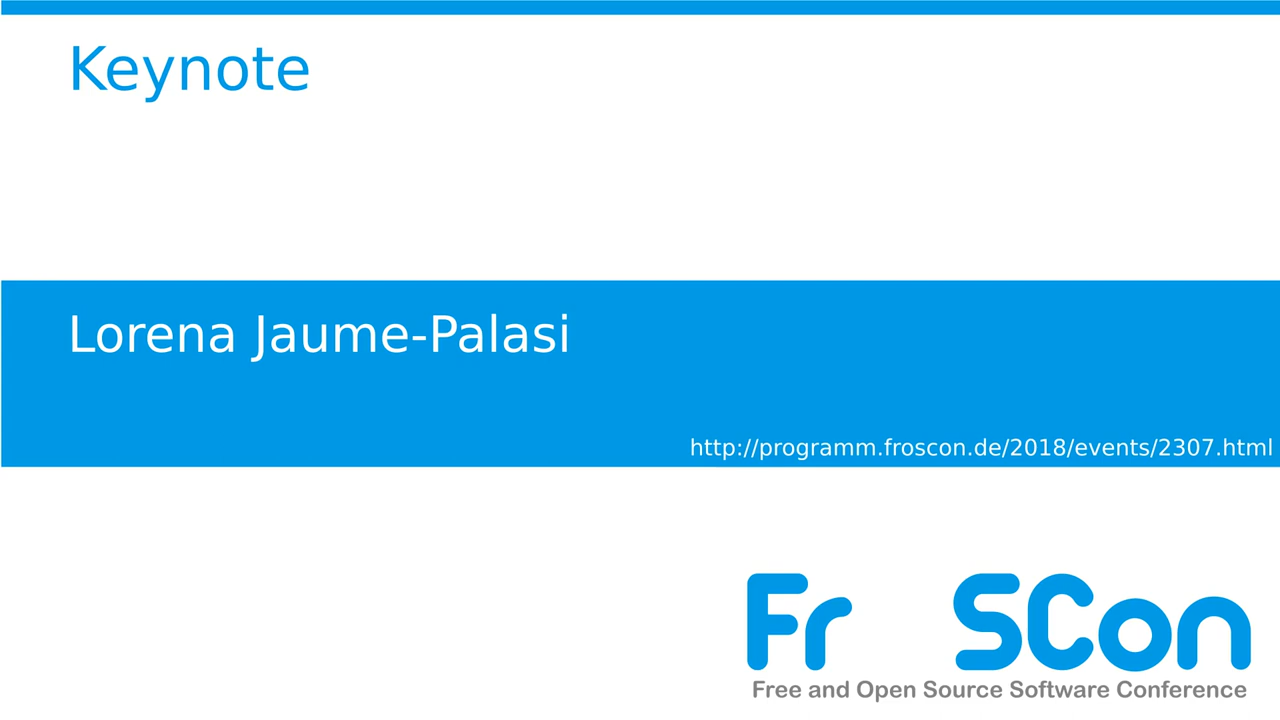 Keynote
Lorena Jaume-Palasi
http://programm.froscon.de/2018/events/2307.html
Fr SCon
Free and Open Source Software Conference